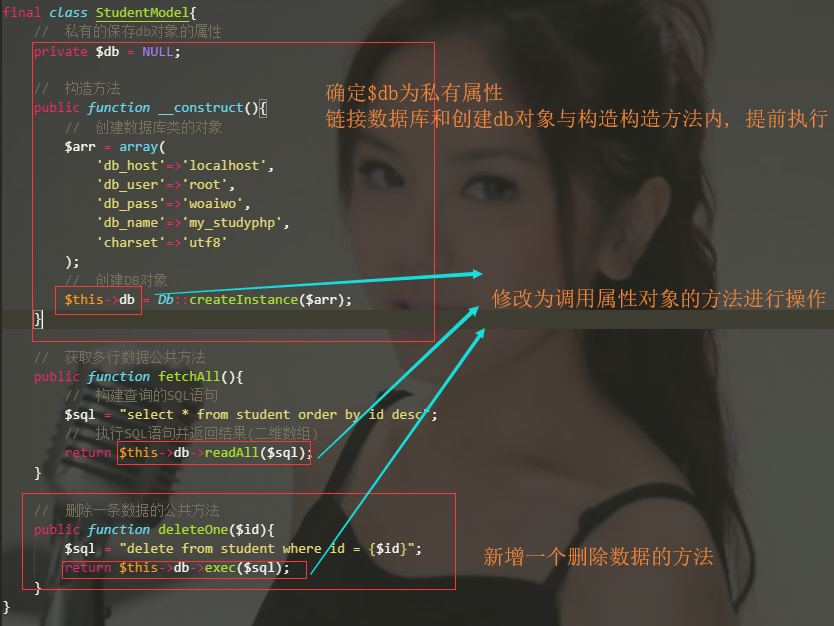 final class StudentModel{
// 私有的保存db对象的属性
private $db = NULL;
// 构造方法
public function __construct(){
// 创建数据库类的对象
$arr = array(
'db_host'=>'localhost',
'db_user'=>'root',
'db_pass'=>'woaiwo',
'db_name'=>'my_studyphp',
'charset'=>'utf8'
);
// 创建DB对象
$this->db = Db::createInstance($arr);
}
// 获取多行数据公共方法
public function fetchAll(){
// 构建查询的SQL语句
$sql = "select * from student order by id desc";
// 执行SQL语句并返回结果(二维数组)
return $this->db->readAll($sql);
}
// 删除一条数据的公共方法
public function deleteOne($id){
$sql = "delete from student where id = {$id}";
return $this->db->exec($sql);
}
}
确定$db为私有属性
链接数据库和创建db对象与构造构造方法内，提前执行
修改为调用属性对象的方法进行操作
新增一个删除数据的方法